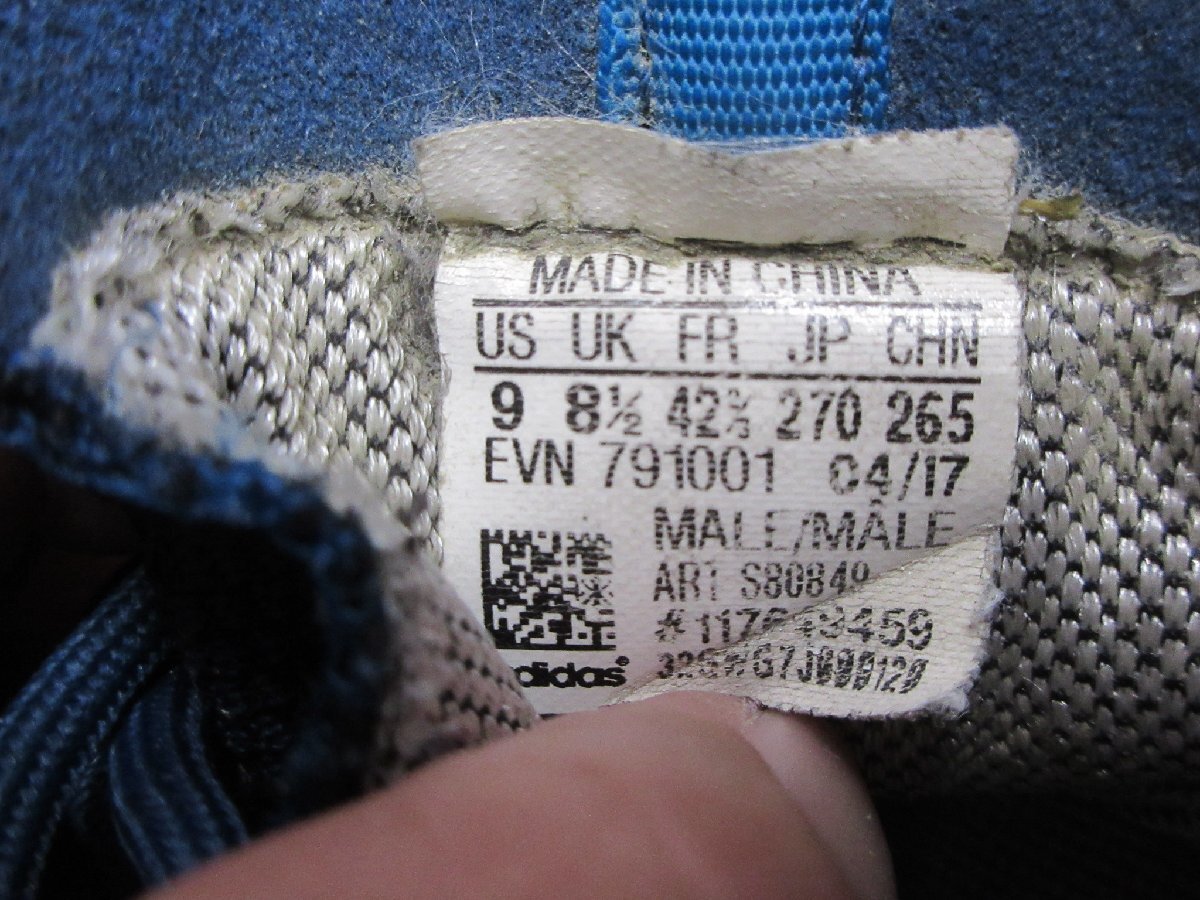 MADE IN CHINA
US UK FR JP CHN
9 8½ 42⅔ 270 265
EVN 791001 04/17
MALE/MÂLE
ART S80849
adidas®